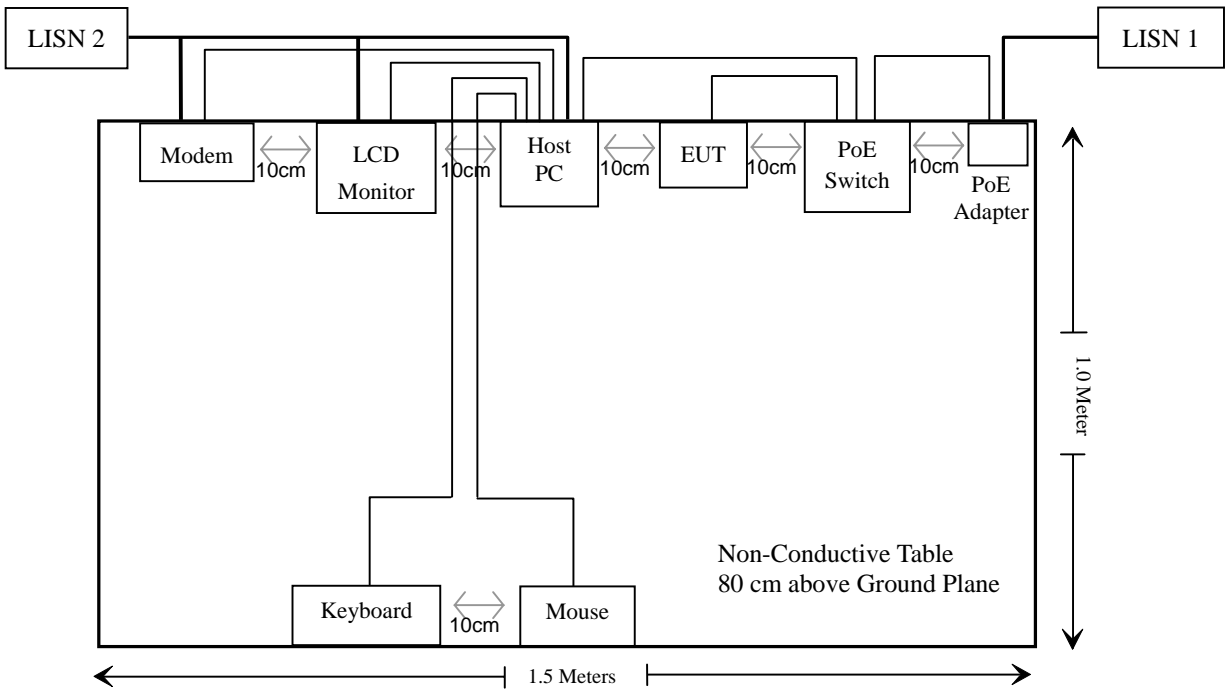 LISN 2
LISN 1
Modem
10cm
LCD
Monitor
10cm
Host
PC
10cm
EUT
10cm
PoE
Switch
10cm
PoE
Adapter
1.0 Meter
Non-Conductive Table
80 cm above Ground Plane
Keyboard
10cm
Mouse
1.5 Meters